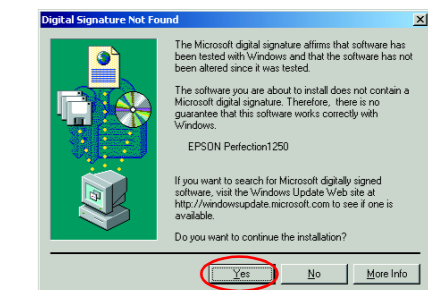 Digital Signature Not Found
The Microsoft digital signature affirms that software has
been tested with Windows and that the software has not
been altered since it was tested.
The software you are about to install does not contain a
Microsoft digital signature. Therefore, there is no
guarantee that this software works correctly with
Windows.
EPSON Perfection1250
If you want to search for Microsoft digitally signed
software, visit the Windows Update Web site at
http://windowsupdate.microsoft.com to see if one is
available.
Do you want to continue the installation?
Yes No More Info